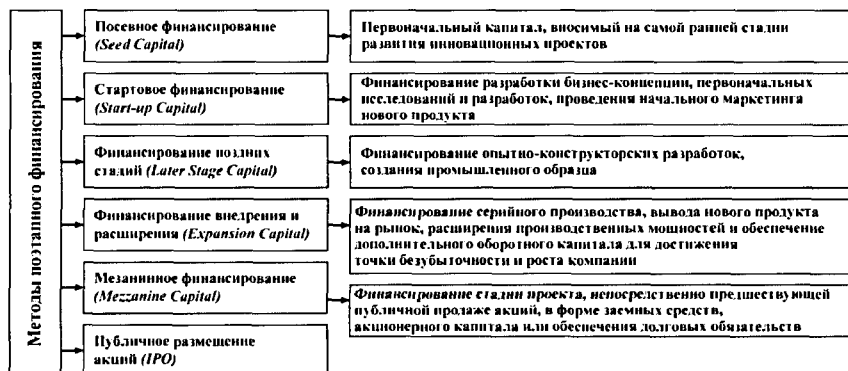 Методы поэтапного финансирования
Посевное финансирование
(Seed Capital)
Первоначальный капитал, вносимый на самой ранней стадии
развития инновационных проектов
Стартовое финансирование
(Start-up Capital)
Финансирование разработки бизнес-концепции, первоначальных
исследований и разработок, проведения начального маркетинга
нового продукта
Финансирование поздних
стадий (Later Stage Capital)
Финансирование опытно-конструкторских разработок,
создания промышленного образца
Финансирование внедрения и
расширения (Expansion Capital)
Финансирование серийного производства, вывода нового продукта
на рынок, расширения производственных мощностей и обеспечение
дополнительного оборотного капитала для достижения
точки безубыточности и роста компании
Мезанинное финансирование
(Mezzanine Capital)
Финансирование стадии проекта, непосредственно предшествующей
публичной продаже акций, в форме заемных средств,
акционерного капитала или обеспечения долговых обязательств
Публичное размещение
акций (IPO)